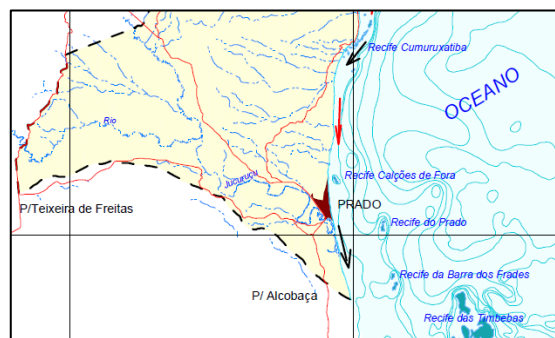 Recife Cumuruxatiba
OCEANO
Rio
Jucuruçu
Recife Calções de Fora
P/Teixeira de Freitas
PRADO
Recife do Prado
Recife da Barra dos Frades
P/ Alcobaça
Recife das Timbebas